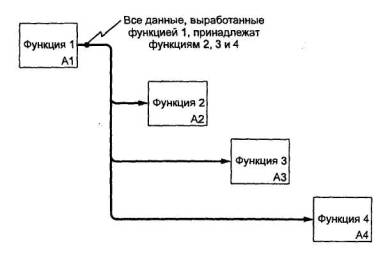 Все данные, выработанные
функцией 1, принадлежат
функциям 2, 3 и 4
Функция 1
A1
Функция 2
A2
Функция 3
A3
Функция 4
A4